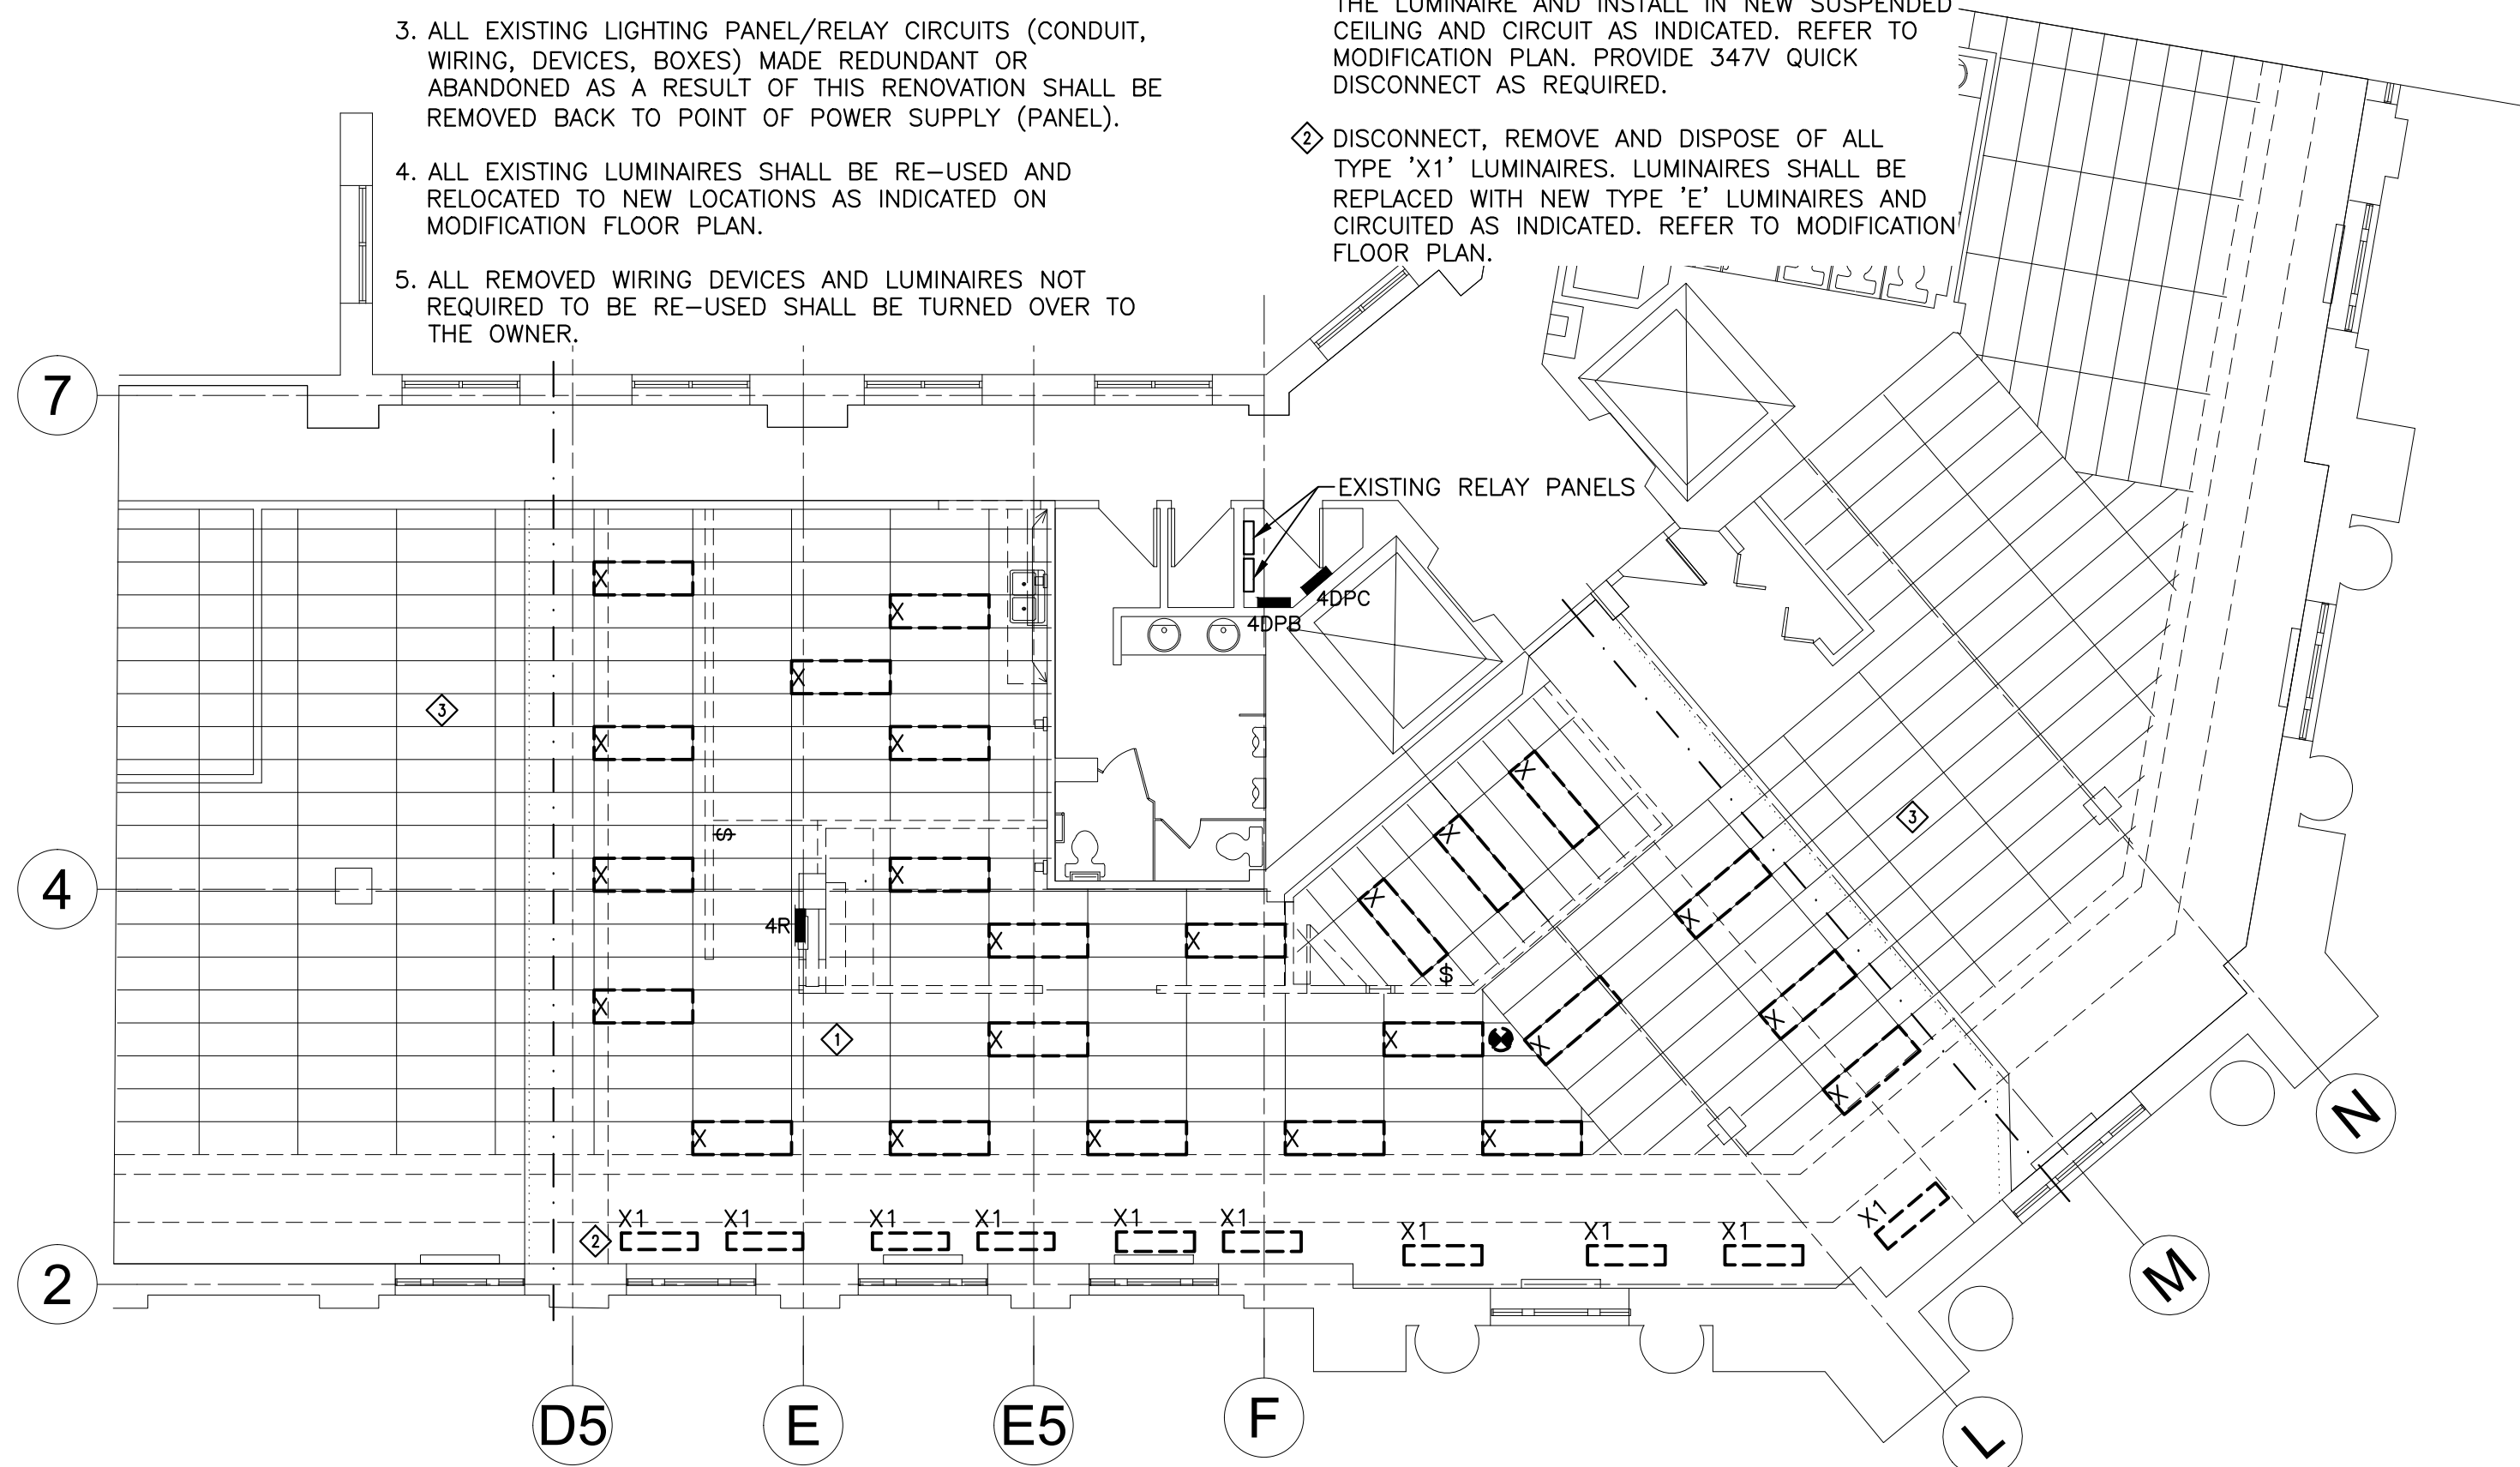 3. ALL EXISTING LIGHTING PANEL/RELAY CIRCUITS (CONDUIT,
WIRING, DEVICES, BOXES) MADE REDUNDANT OR
ABANDONED AS A RESULT OF THIS RENOVATION SHALL BE
REMOVED BACK TO POINT OF POWER SUPPLY (PANEL).
4. ALL EXISTING LUMINAIRES SHALL BE RE-USED AND
RELOCATED TO NEW LOCATIONS AS INDICATED ON
MODIFICATION FLOOR PLAN.
5. ALL REMOVED WIRING DEVICES AND LUMINAIRES NOT
REQUIRED TO BE RE-USED SHALL BE TURNED OVER TO
THE OWNER.
THE LUMINAIRE AND INSTALL IN NEW SUSPENDED
CEILING AND CIRCUIT AS INDICATED. REFER TO
MODIFICATION PLAN. PROVIDE 347V QUICK
DISCONNECT AS REQUIRED.
2 DISCONNECT, REMOVE AND DISPOSE OF ALL
TYPE 'X1' LUMINAIRES. LUMINAIRES SHALL BE
REPLACED WITH NEW TYPE 'E' LUMINAIRES AND
CIRCUITED AS INDICATED. REFER TO MODIFICATION
FLOOR PLAN.
7
EXISTING RELAY PANELS
X
4DPC
X
4DPB
X
3
X
X
X
X
3
$
X
X
X
X
4
X
4R
X
X
$
X
X
1
X
X
X
X
X
X
X
X
X
X
N
X1
X1
X1
X1
X1
X1
X1
X1
X1
X1
2
2
M
D5
E
E5
F
L